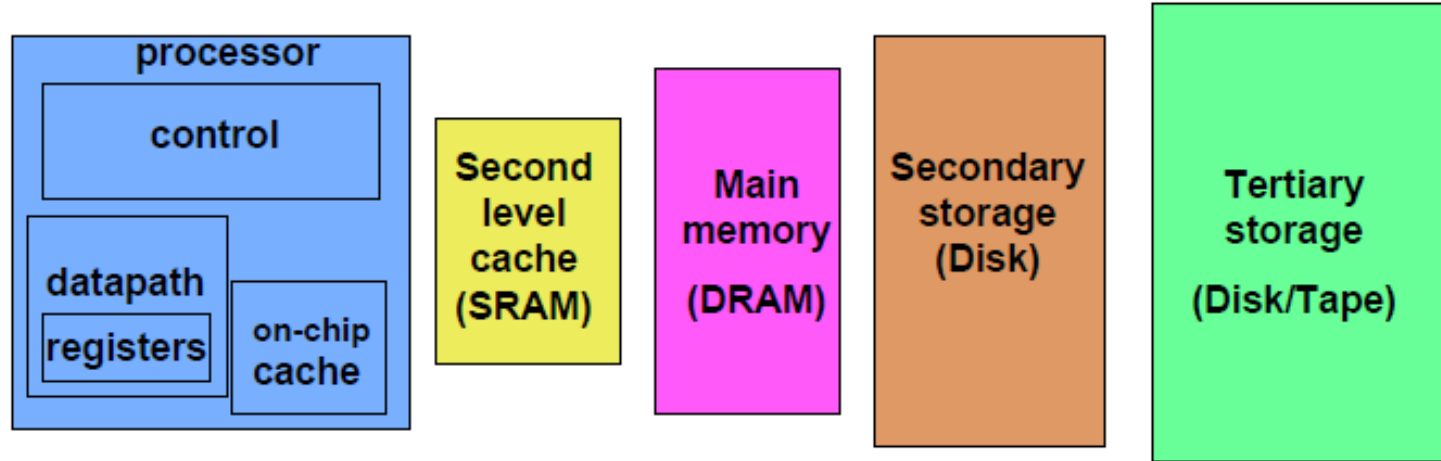 processor
control
datapath
registers
on-chip
cache
Second
level
cache
(SRAM)
Main
memory
(DRAM)
Secondary
storage
(Disk)
Tertiary
storage
(Disk/Tape)